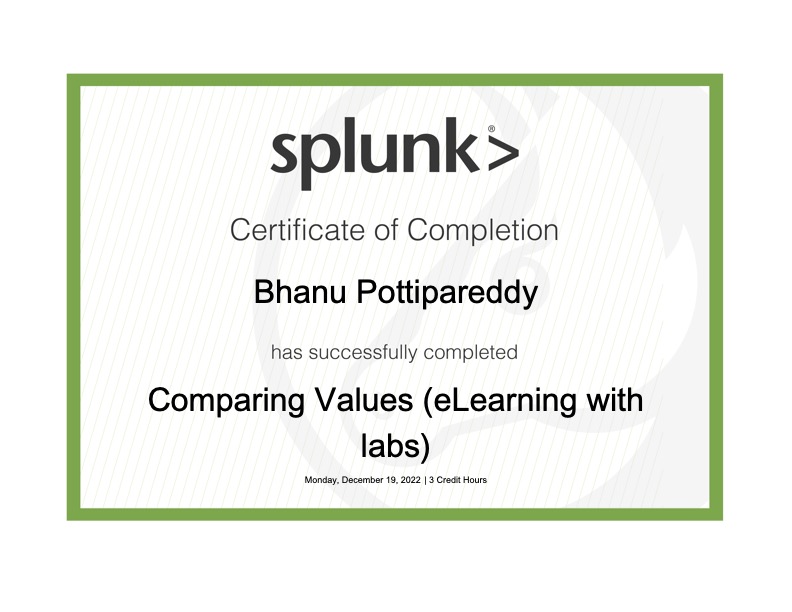 splunk>®
Certificate of Completion
Bhanu Pottipareddy
has successfully completed
Comparing Values (eLearning with
labs)
Monday, December 19, 2022 | 3 Credit Hours